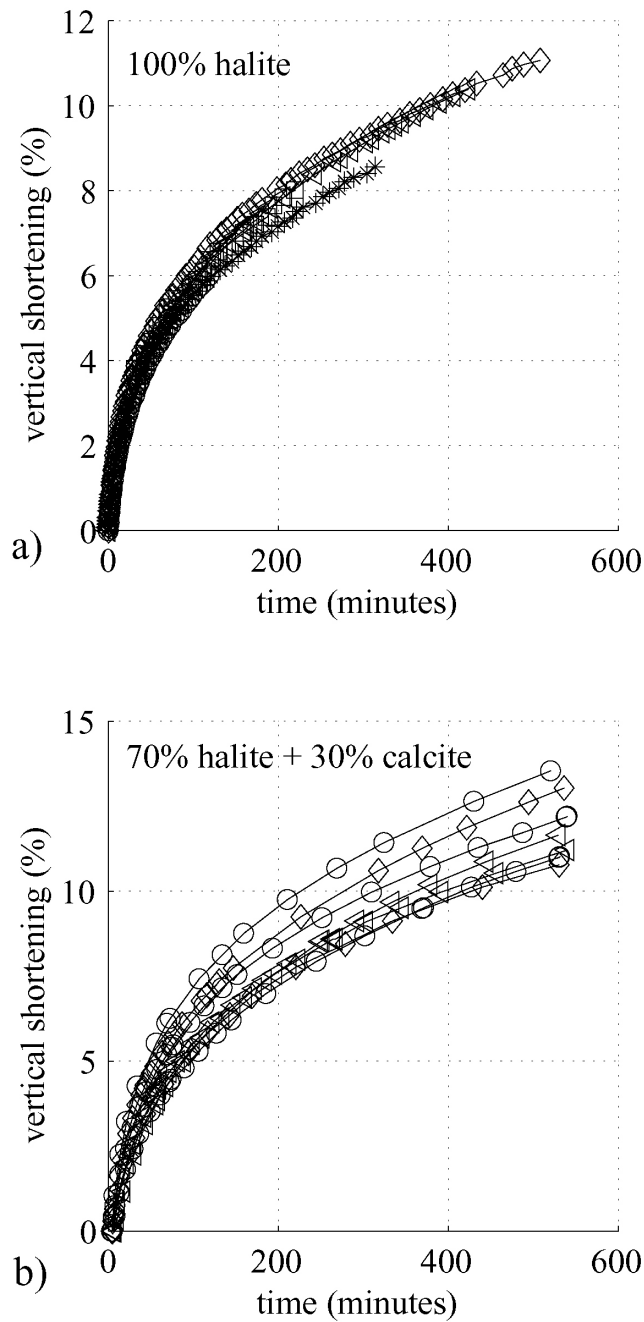 12
100% halite
10
8
6
4
2
0
vertical shortening (%)
a)
0 200 400 600
time (minutes)
15
70% halite + 30% calcite
10
5
0
vertical shortening (%)
b)
0 200 400 600
time (minutes)